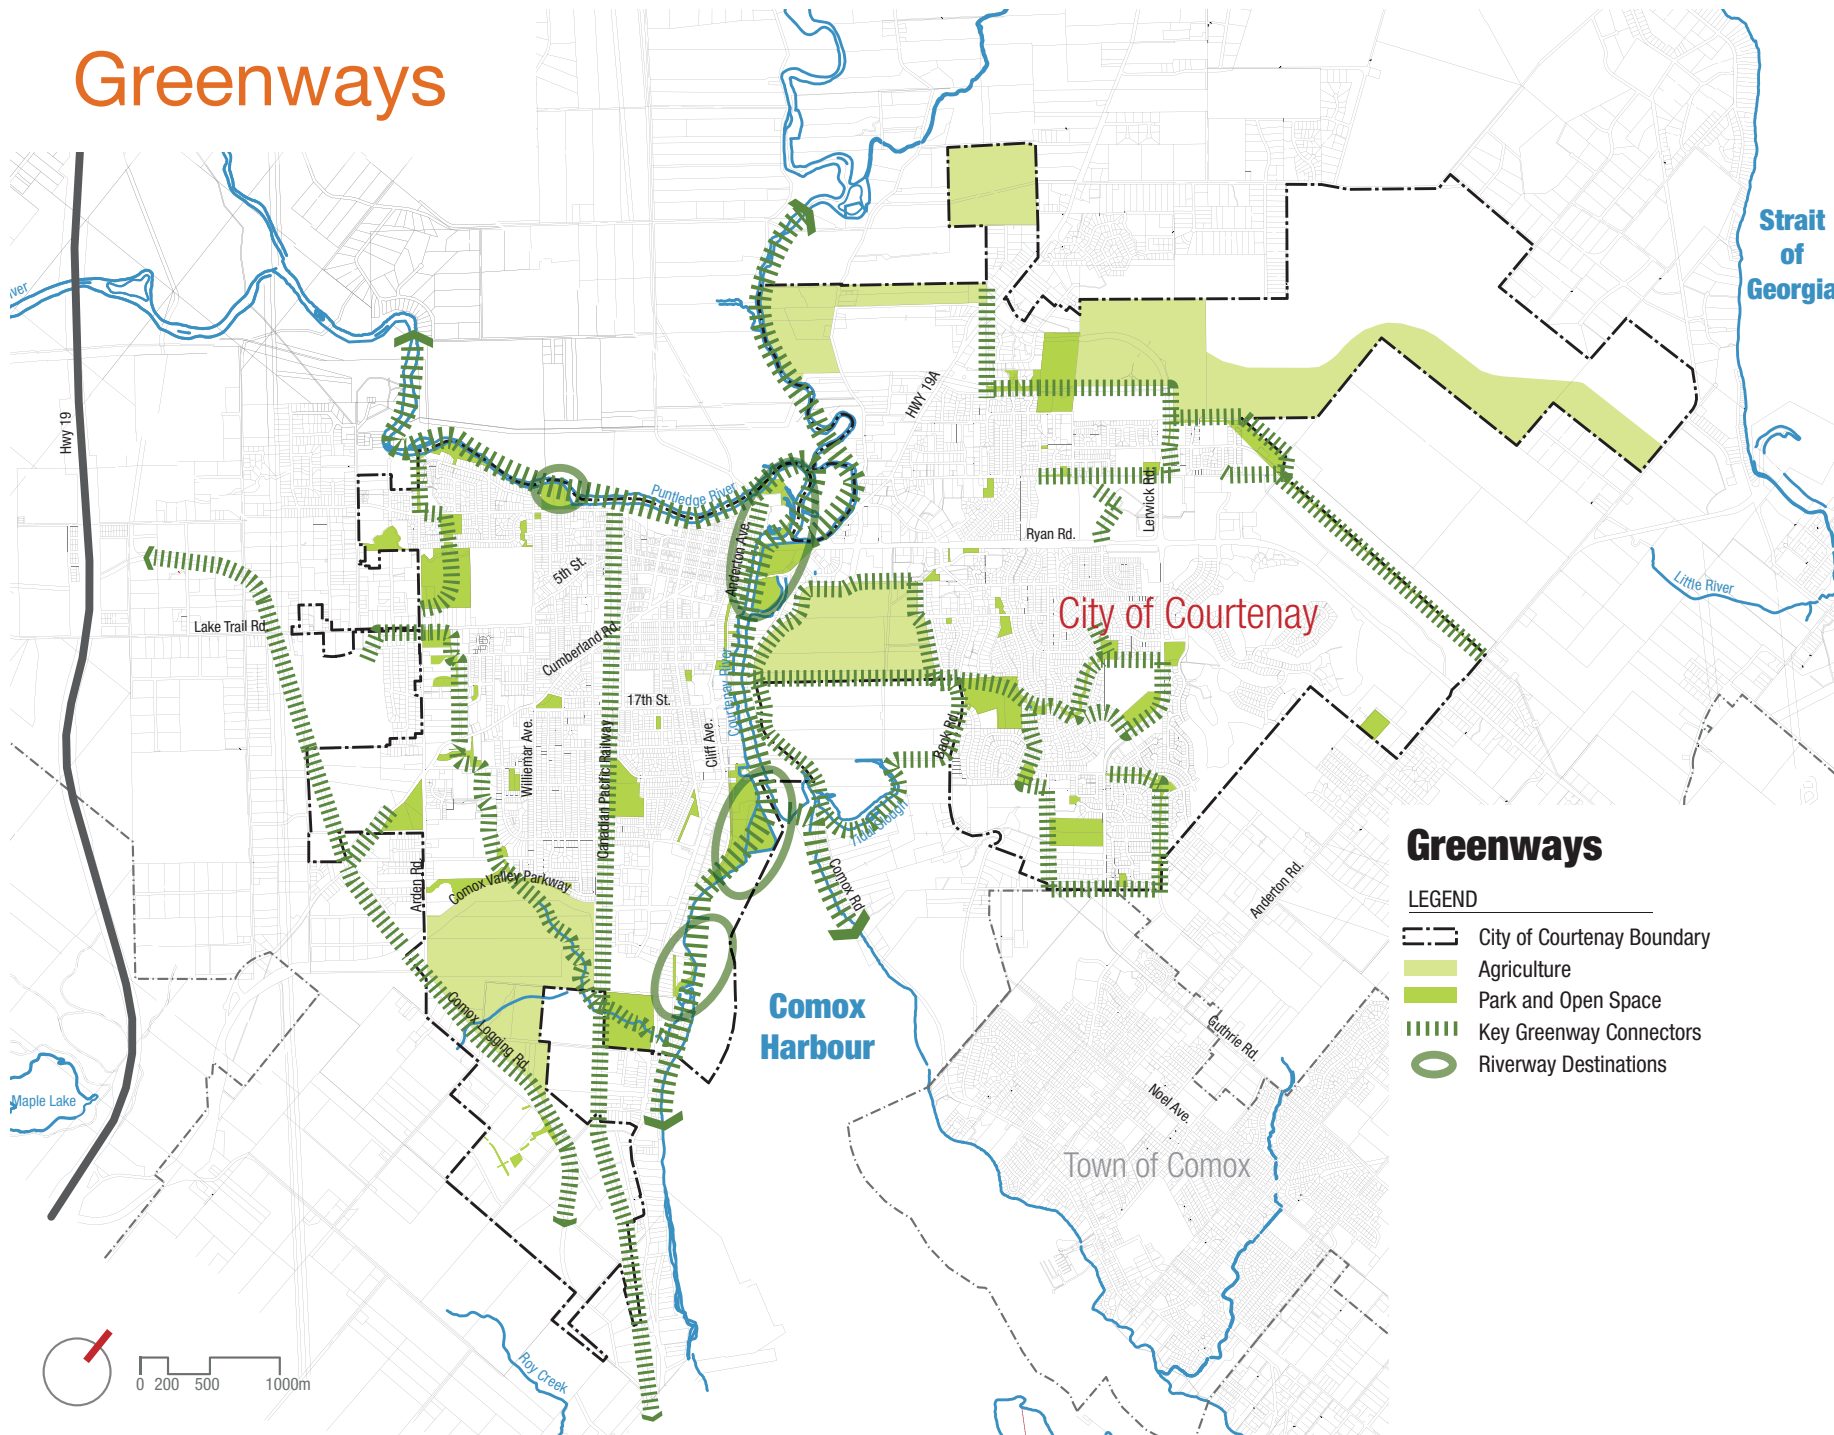 Greenways
Strait
of
Georgia
iver
Hwy 19
HWY 19A
Puntledge River
Lerwick Rd.
Ryan Rd.
Anderton Ave.
5th St.
Little River
City of Courtenay
Lake Trail Rd.
Cumberland Rd.
Courtenay River
17th St.
Williemar Ave.
Canadian Pacific Railway
Cliff Ave.
Back Rd.
Tidal Slough
Comox Rd.
Arden Rd.
Comox Valley Parkway
Anderton Rd.
Comox Logging Rd.
Comox
Harbour
Guthrie Rd.
Noel Ave.
Maple Lake
Town of Comox
Roy Creek
0 200 500 1000m
Greenways
LEGEND
City of Courtenay Boundary
Agriculture
Park and Open Space
Key Greenway Connectors
Riverway Destinations